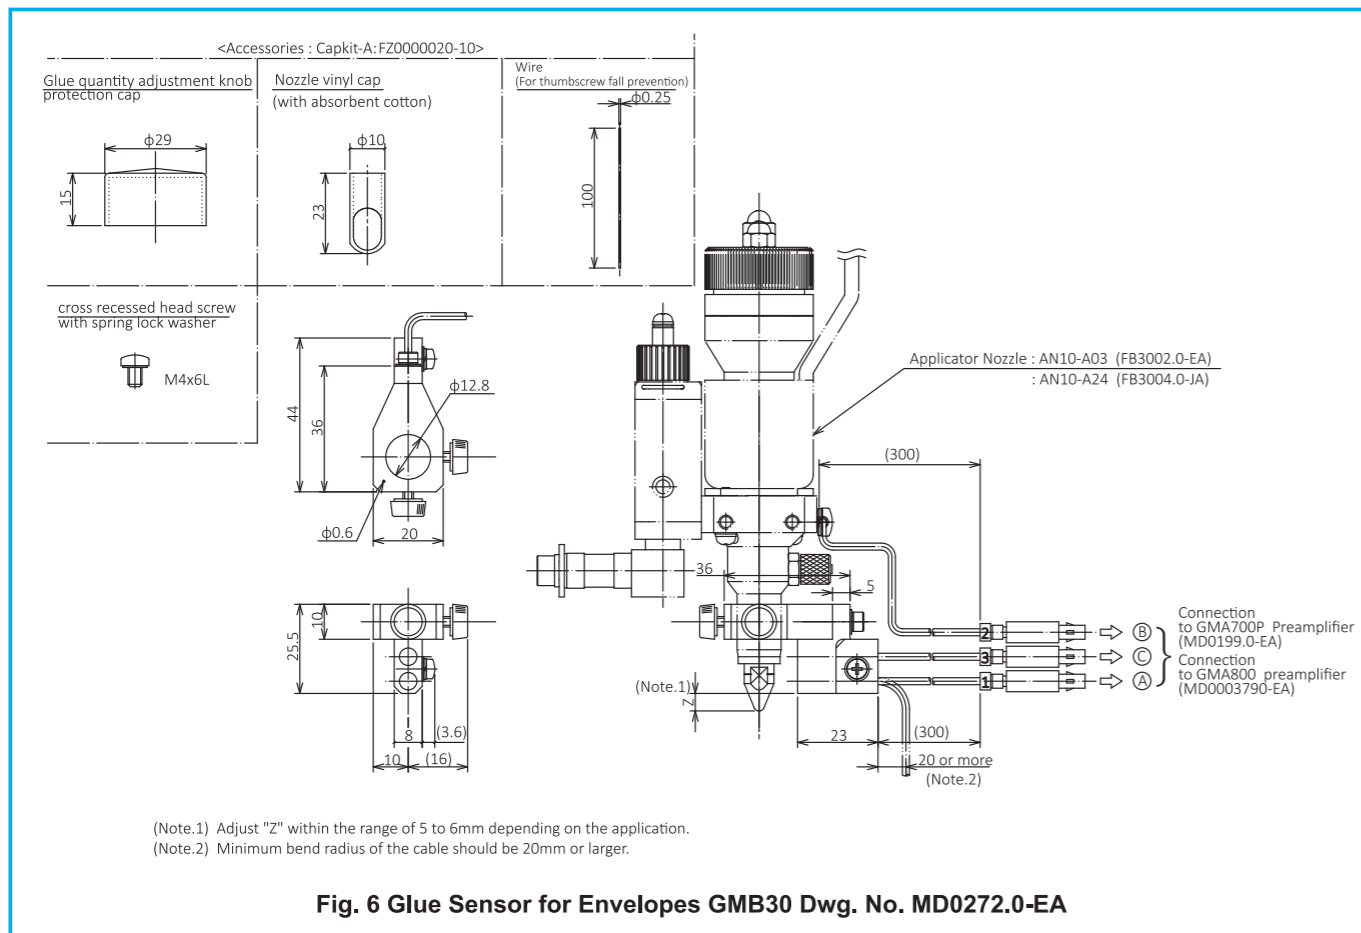 <Accessories : Capkit-A:FZ0000020-10>
Glue quantity adjustment knob
protection cap
ϕ29
15
Nozzle vinyl cap
(with absorbent cotton)
ϕ10
23
Wire
(For thumbscrew fall prevention)
ϕ0.25
100
cross recessed head screw
with spring lock washer
M4x6L
44
36
ϕ12.8
ϕ0.6
20
Applicator Nozzle : AN10-A03 (FB3002.0-EA)
: AN10-A24 (FB3004.0-JA)
(300)
36
5
25.5
10
8
(3.6)
10
(16)
(Note.1)
Z
2
3
1
B
C
A
Connection
to GMA700P Preamplifier
(MD0199.0-EA)
Connection
to GMA800 preamplifier
(MD0003790-EA)
23
(300)
20 or more
(Note.2)
(Note.1) Adjust "Z" within the range of 5 to 6mm depending on the application.
(Note.2) Minimum bend radius of the cable should be 20mm or larger.
Fig. 6 Glue Sensor for Envelopes GMB30 Dwg. No. MD0272.0-EA